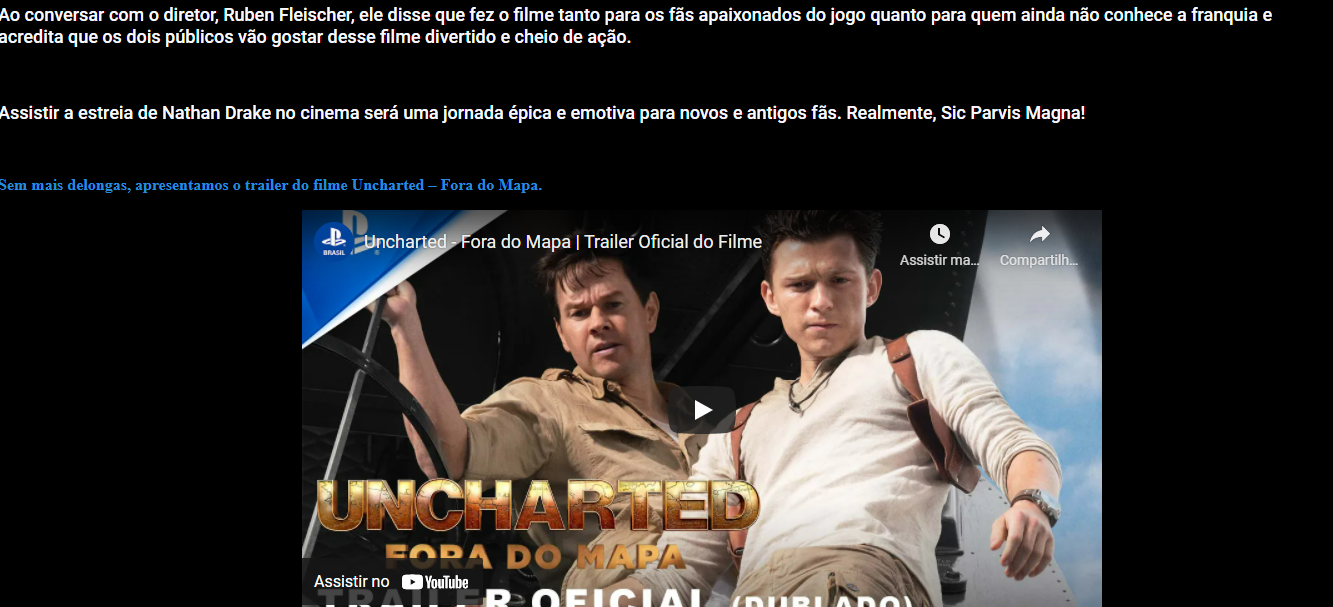 Ao conversar com o diretor, Ruben Fleischer, ele disse que fez o filme tanto para os fãs apaixonados do jogo quanto para quem ainda não conhece a franquia e
acredita que os dois públicos vão gostar desse filme divertido e cheio de ação.
Assistir a estreia de Nathan Drake no cinema será uma jornada épica e emotiva para novos e antigos fãs. Realmente, Sic Parvis Magna!
Sem mais delongas, apresentamos o trailer do filme Uncharted – Fora do Mapa.
BRASIL
Uncharted - Fora do Mapa | Trailer Oficial do Filme
Assistir ma...
Compartilh...
UNCHARTED
FORA DO MAPA
Assistir no YouTube
TRAILER OFICIAL (DUBLADO)